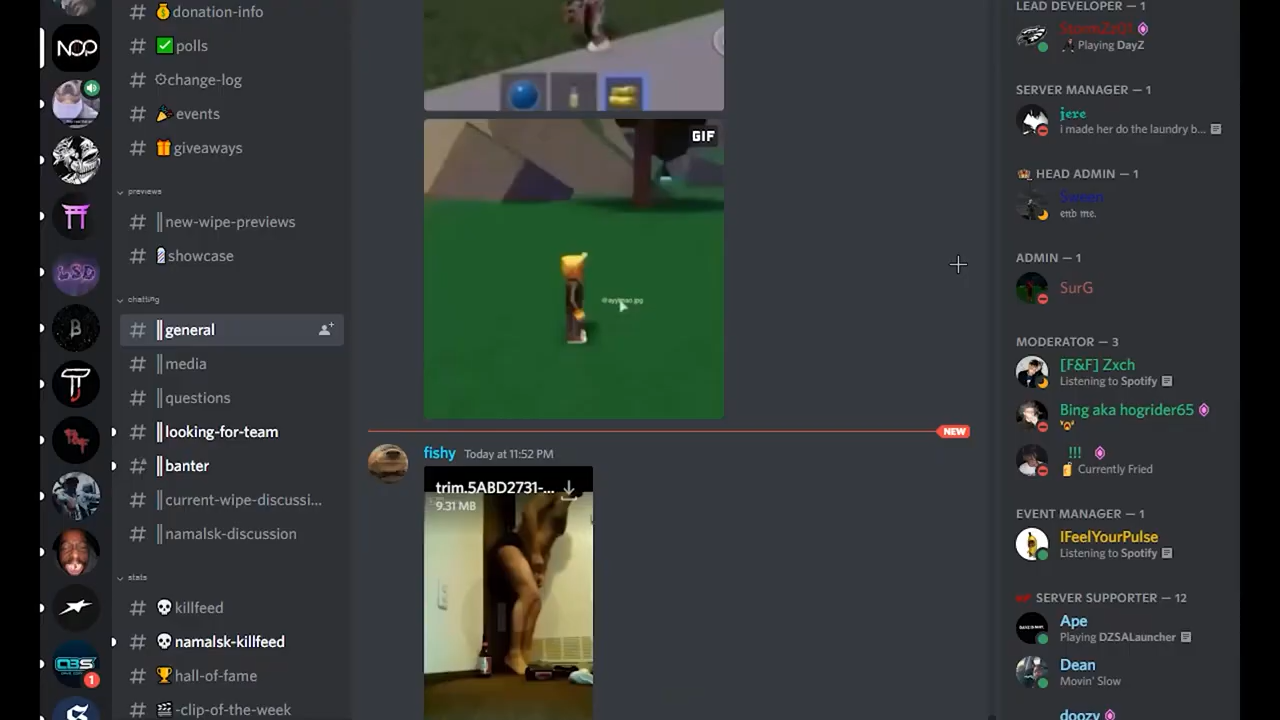 NOP
LSD
B
1
donation-info
polls
change-log
events
giveaways
previews
new-wipe-previews
showcase
chatting
general
media
questions
looking-for-team
banter
current-wipe-discussi...
namalsk-discussion
stats
killfeed
namalsk-killfeed
hall-of-fame
-clip-of-the-week
GIF
NEW
fishy Today at 11:52 PM
trim.5ABD2731-...
9.31 MB
LEAD DEVELOPER — 1
Playing DayZ
SERVER MANAGER — 1
jere
i made her do the laundry b...
HEAD ADMIN — 1
Sween
end me.
ADMIN — 1
SurG
MODERATOR — 3
[F&F] Zxch
Listening to Spotify
Bing aka hogrider65
!!!
Currently Fried
EVENT MANAGER — 1
IFeelYourPulse
Listening to Spotify
SERVER SUPPORTER — 12
Ape
Playing DZSALauncher
Dean
Movin' Slow
doozy